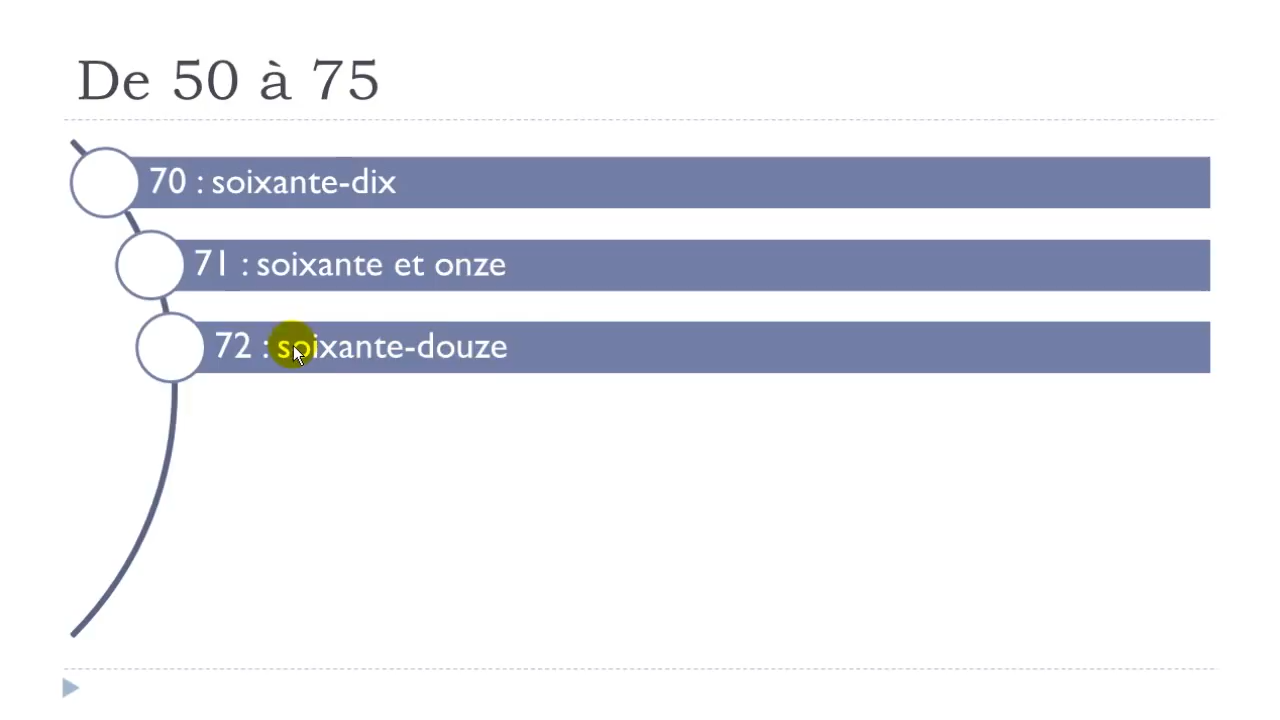 De 50 à 75
70 : soixante-dix
71 : soixante et onze
72 : soixante-douze